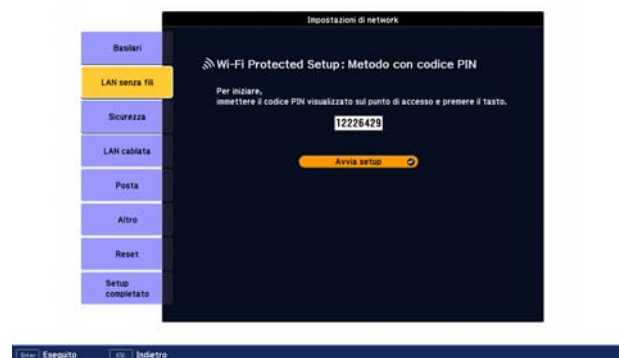 Impostazioni di network
Basilari
LAN senza fili
Sicurezza
LAN cablata
Posta
Altro
Reset
Setup
completato
Wi-Fi Protected Setup: Metodo con codice PIN
Per iniziare,
immettere il codice PIN visualizzato sul punto di accesso e premere il tasto.
12226429
Avvia setup
Enter Eseguito ESC Indietro